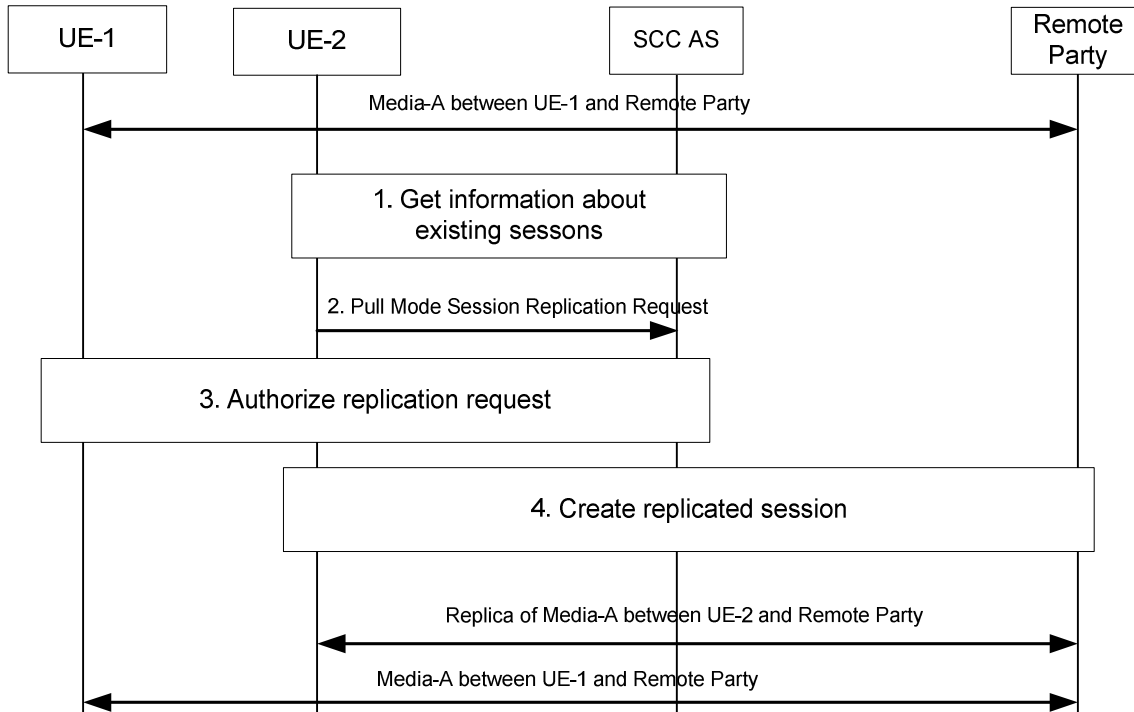 UE-1
UE-2
SCC AS
Remote
Party
Media-A between UE-1 and Remote Party
1. Get information about
existing sessons
2. Pull Mode Session Replication Request
3. Authorize replication request
4. Create replicated session
Replica of Media-A between UE-2 and Remote Party
Media-A between UE-1 and Remote Party